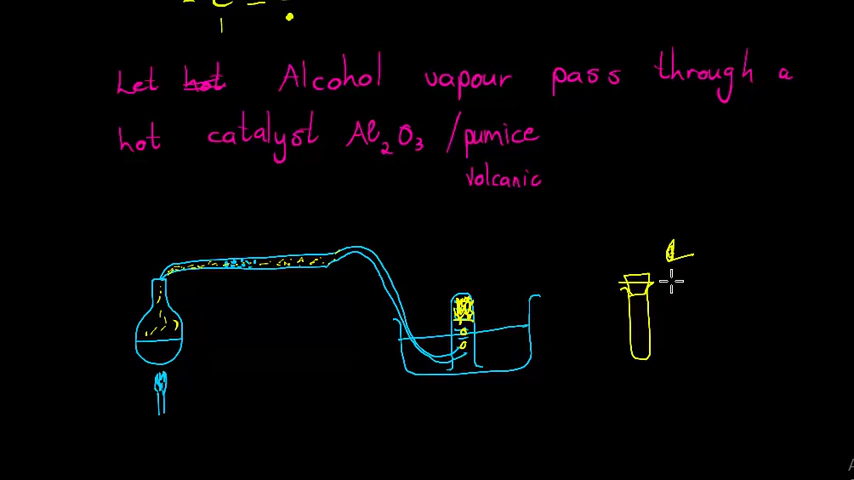 Let hot Alcohol vapour pass through a
hot catalyst Al₂O₃ / pumice
volcanic